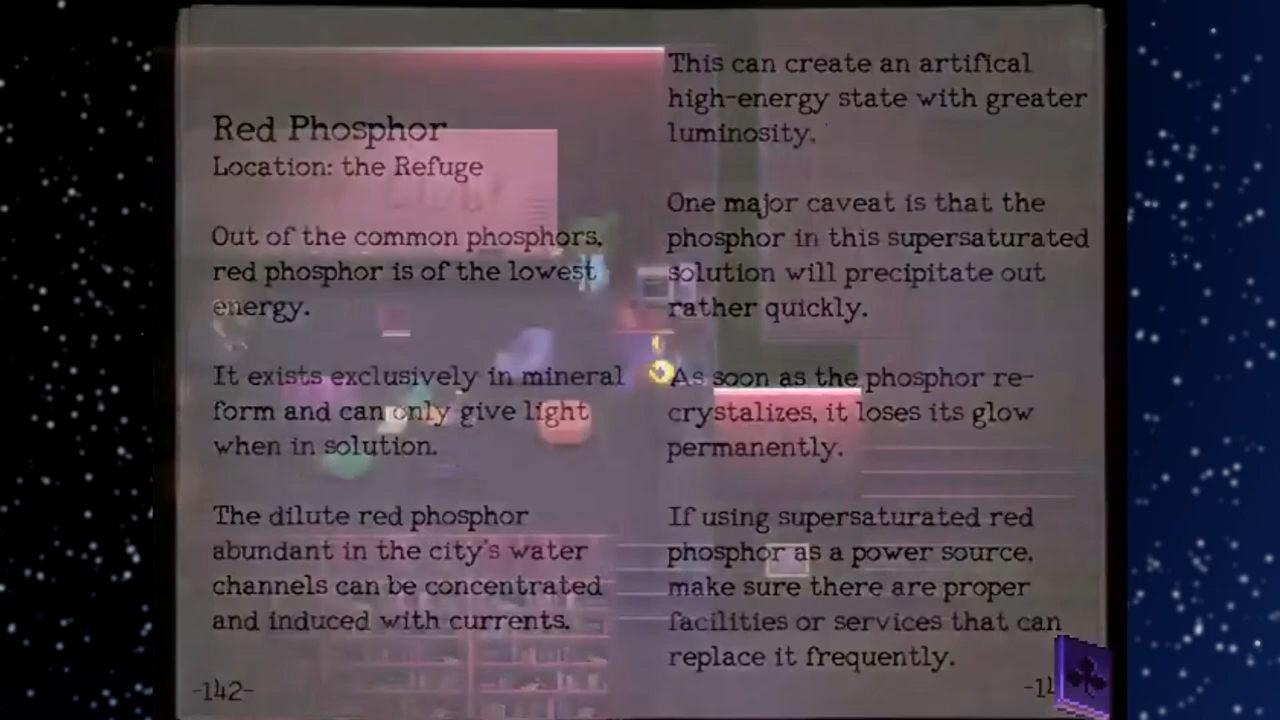 Red Phosphor
Location: the Refuge
Out of the common phosphors,
red phosphor is of the lowest
energy.
It exists exclusively in mineral
form and can only give light
when in solution.
The dilute red phosphor
abundant in the city's water
channels can be concentrated
and induced with currents.
-142-
This can create an artifical
high-energy state with greater
luminosity.
One major caveat is that the
phosphor in this supersaturated
solution will precipitate out
rather quickly.
As soon as the phosphor re-
crystalizes, it loses its glow
permanently.
If using supersaturated red
phosphor as a power source,
make sure there are proper
facilities or services that can
replace it frequently.